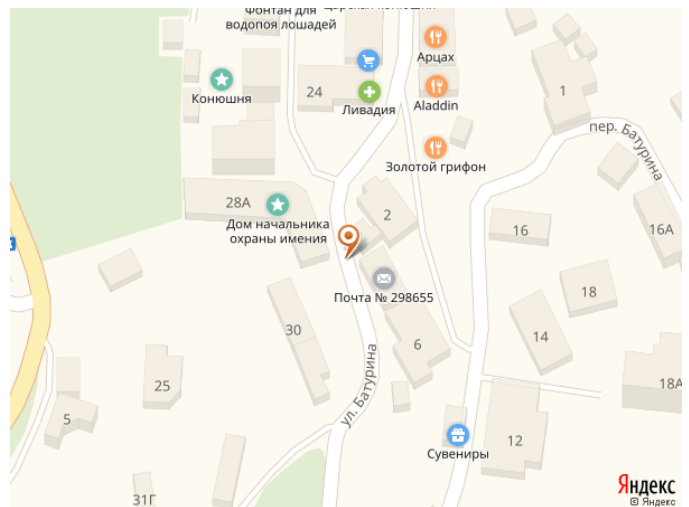 Фонтан для
водопоя лошадей
Царская конюшня
Арцах
Конюшня
24
Ливадия
Aladdin
1
пер. Батурина
Золотой грифон
28А
2
Дом начальника
охраны имения
16
16А
Почта № 298655
18
30
14
6
25
18А
ул. Батурина
5
12
Сувениры
31Г
Яндекс
© Яндекс